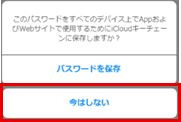 このパスワードをすべてのデバイス上でAppおよ
びWebサイトで使用するためにiCloudキーチェー
ンに保存しますか？
パスワードを保存
今はしない